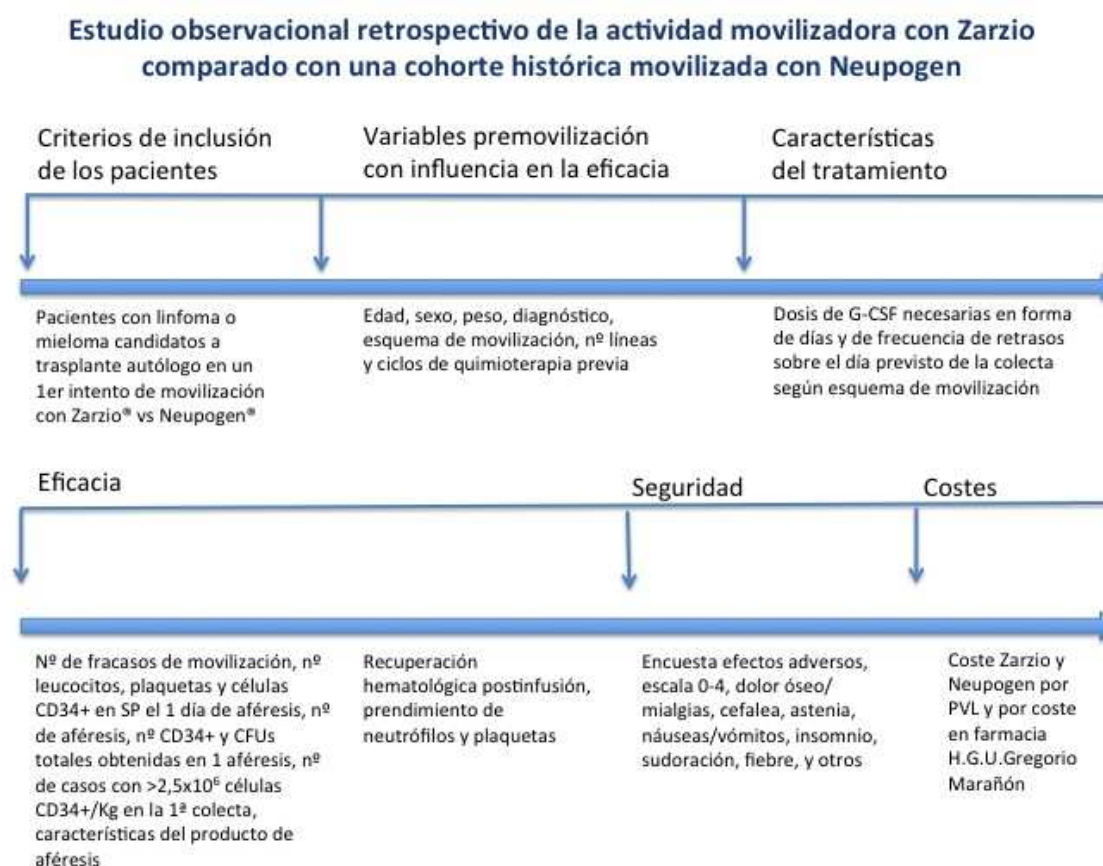 Estudio observacional retrospectivo de la actividad movilizadora con Zarzio
comparado con una cohorte histórica movilizada con Neupogen
Criterios de inclusión
de los pacientes
Variables premovilización
con influencia en la eficacia
Características
del tratamiento
Pacientes con linfoma o
mieloma candidatos a
trasplante autólogo en un
1er intento de movilización
con Zarzio® vs Neupogen®
Edad, sexo, peso, diagnóstico,
esquema de movilización, nº líneas
y ciclos de quimioterapia previa
Dosis de G-CSF necesarias en forma
de días y de frecuencia de retrasos
sobre el día previsto de la colecta
según esquema de movilización
Eficacia
Seguridad
Costes
Nº de fracasos de movilización, nº
leucocitos, plaquetas y células
CD34+ en SP el 1 día de aféresis, nº
de aféresis, nº CD34+ y CFUs
totales obtenidas en 1 aféresis, nº
de casos con >2,5x10⁶ células
CD34+/Kg en la 1ª colecta,
características del producto de
aféresis
Recuperación
hematológica postinfusión,
prendimiento de
neutrófilos y plaquetas
Encuesta efectos adversos,
escala 0-4, dolor óseo/
mialgias, cefalea, astenia,
náuseas/vómitos, insomnio,
sudoración, fiebre, y otros
Coste Zarzio y
Neupogen por
PVL y por coste
en farmacia
H.G.U.Gregorio
Marañón